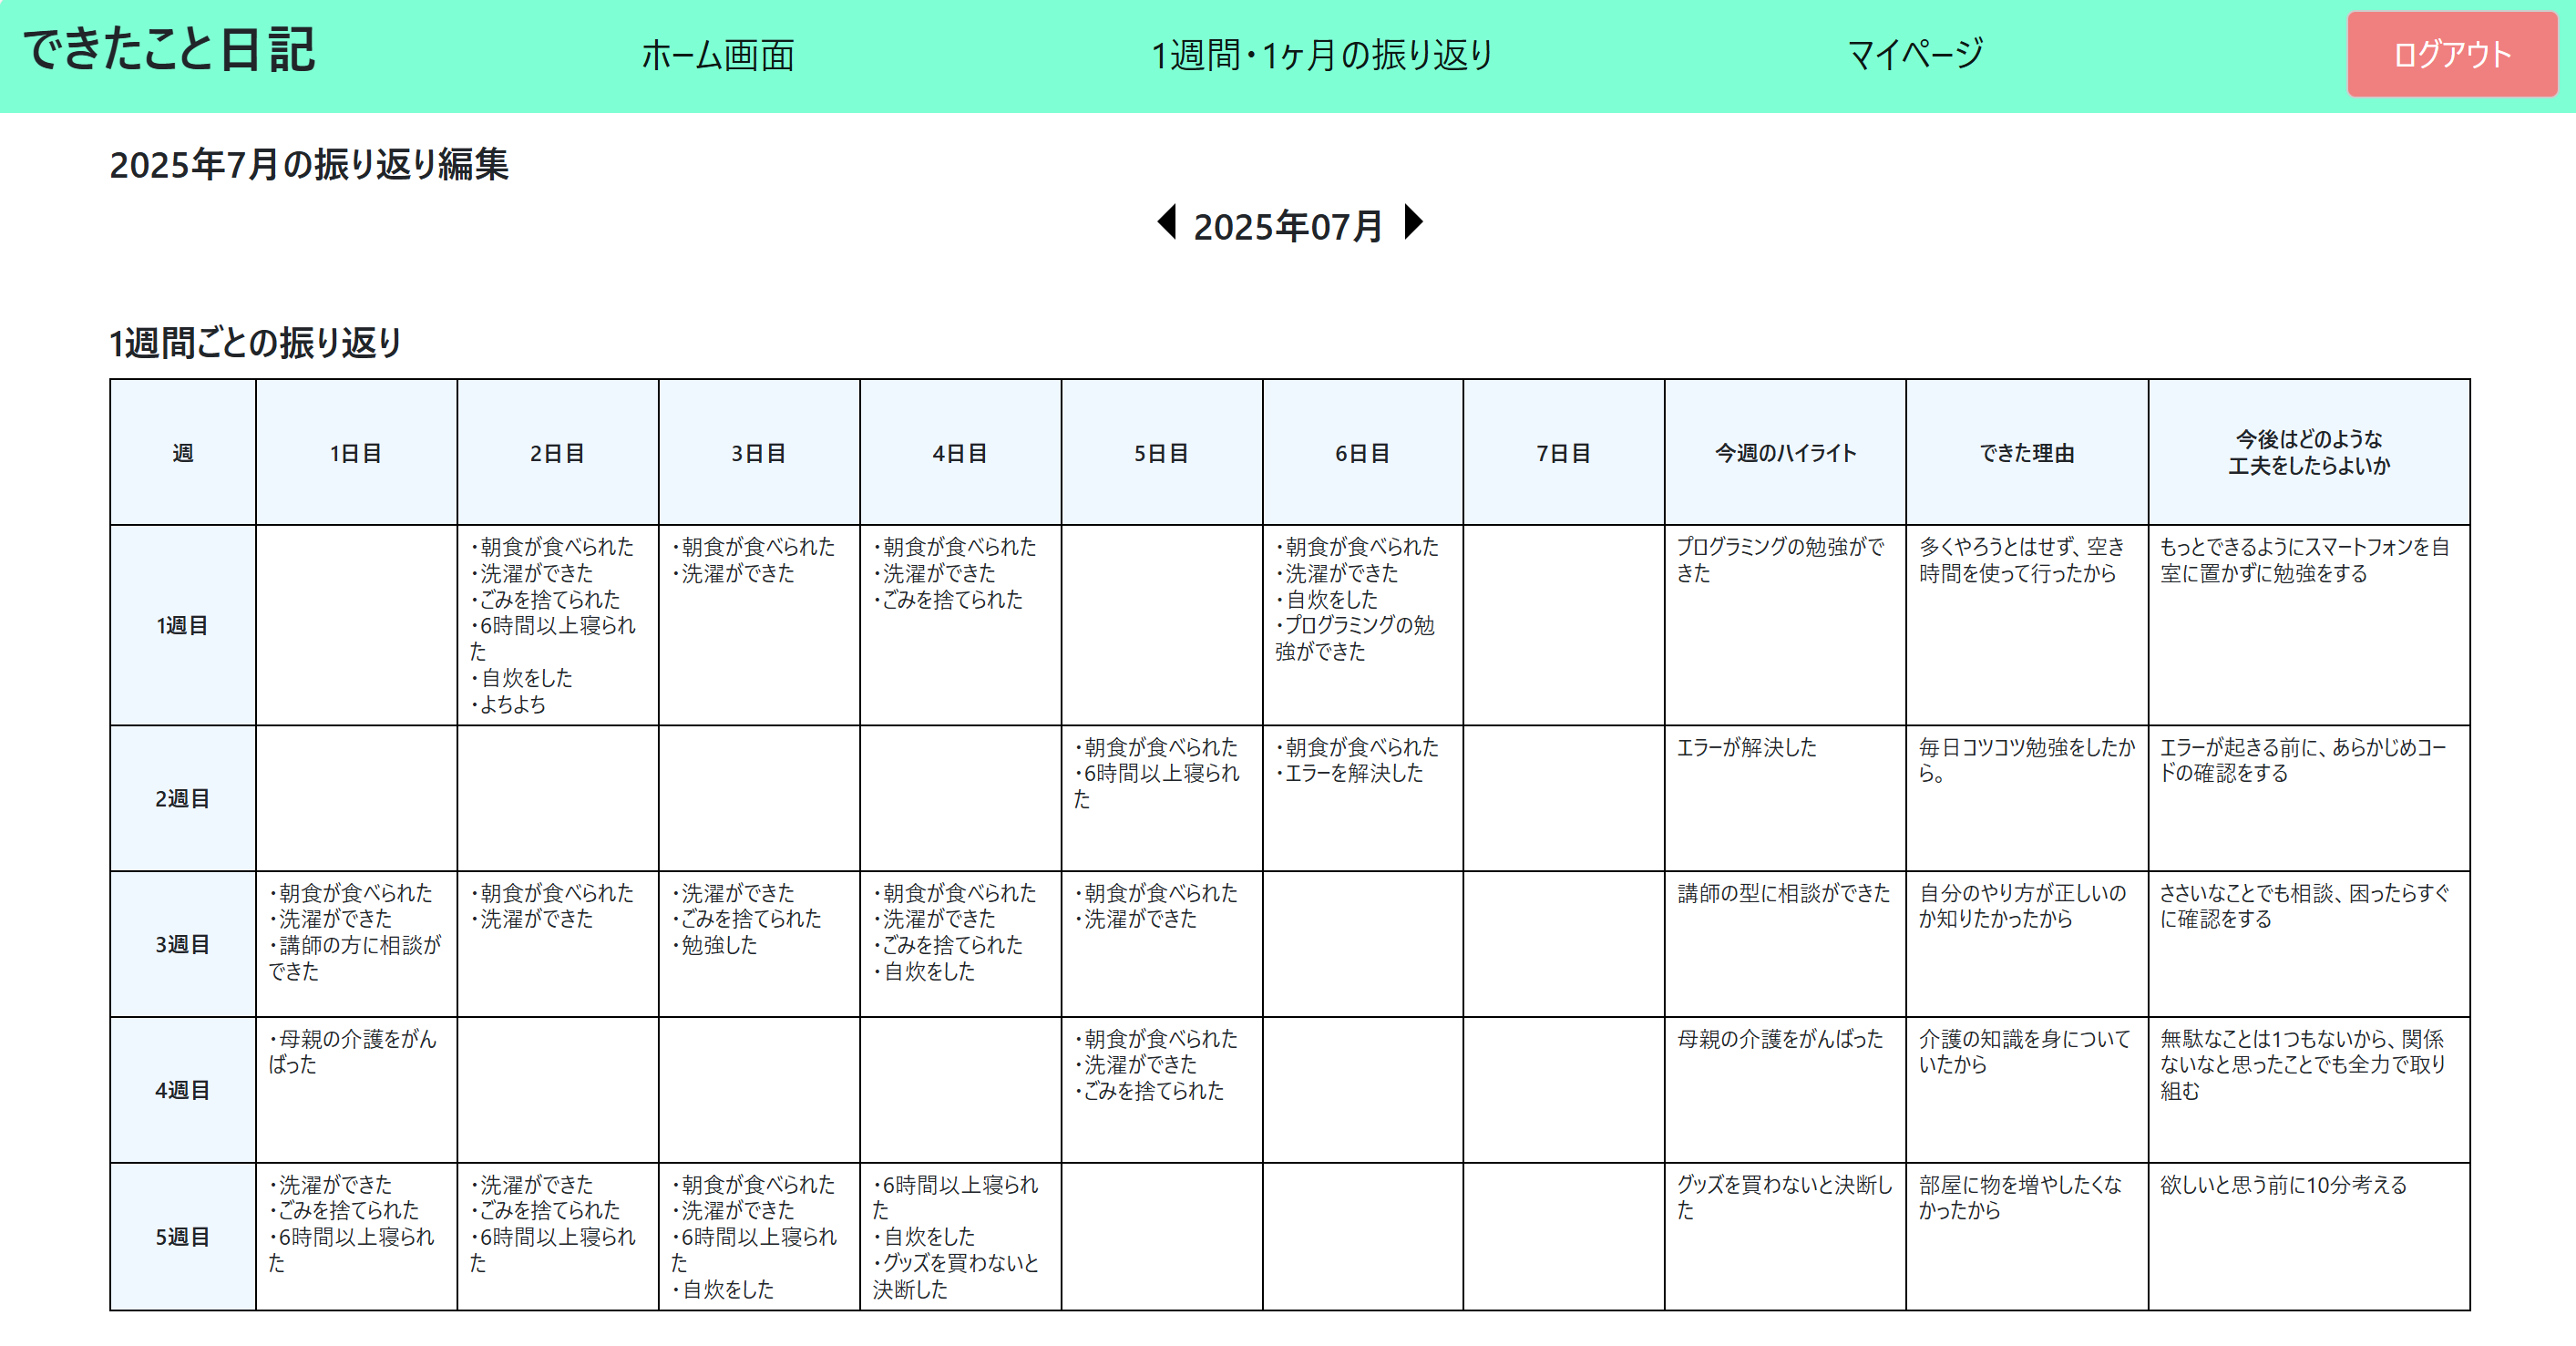 できたこと日記
ホーム画面
1週間・1ヶ月の振り返り
マイページ
ログアウト
2025年7月の振り返り編集
2025年07月
1週間ごとの振り返り
週
1日目
2日目
3日目
4日目
5日目
6日目
7日目
今週のハイライト
できた理由
今後はどのような
工夫をしたらよいか
1週目
・朝食が食べられた
・洗濯ができた
・ごみを捨てられた
・6時間以上寝られ
た
・自炊をした
・よちよち
・朝食が食べられた
・洗濯ができた
・朝食が食べられた
・洗濯ができた
・ごみを捨てられた
・朝食が食べられた
・洗濯ができた
・自炊をした
・プログラミングの勉
強ができた
プログラミングの勉強がで
きた
多くやろうとはせず、空き
時間を使って行ったから
もっとできるようにスマートフォンを自
室に置かずに勉強をする
2週目
・朝食が食べられた
・6時間以上寝られ
た
・朝食が食べられた
・エラーを解決した
エラーが解決した
毎日コツコツ勉強をしたか
ら。
エラーが起きる前に、あらかじめコー
ドの確認をする
3週目
・朝食が食べられた
・洗濯ができた
・講師の方に相談が
できた
・朝食が食べられた
・洗濯ができた
・洗濯ができた
・ごみを捨てられた
・勉強した
・朝食が食べられた
・洗濯ができた
・ごみを捨てられた
・自炊をした
・朝食が食べられた
・洗濯ができた
講師の型に相談ができた
自分のやり方が正しいの
か知りたかったから
ささいなことでも相談、困ったらすぐ
に確認をする
4週目
・母親の介護をがん
ばった
・朝食が食べられた
・洗濯ができた
・ごみを捨てられた
母親の介護をがんばった
介護の知識を身について
いたから
無駄なことは1つもないから、関係
ないなと思ったことでも全力で取り
組む
5週目
・洗濯ができた
・ごみを捨てられた
・6時間以上寝られ
た
・洗濯ができた
・ごみを捨てられた
・6時間以上寝られ
た
・朝食が食べられた
・洗濯ができた
・6時間以上寝られ
た
・自炊をした
・6時間以上寝られ
た
・自炊をした
・グッズを買わないと
決断した
グッズを買わないと決断し
た
部屋に物を増やしたくな
かったから
欲しいと思う前に10分考える